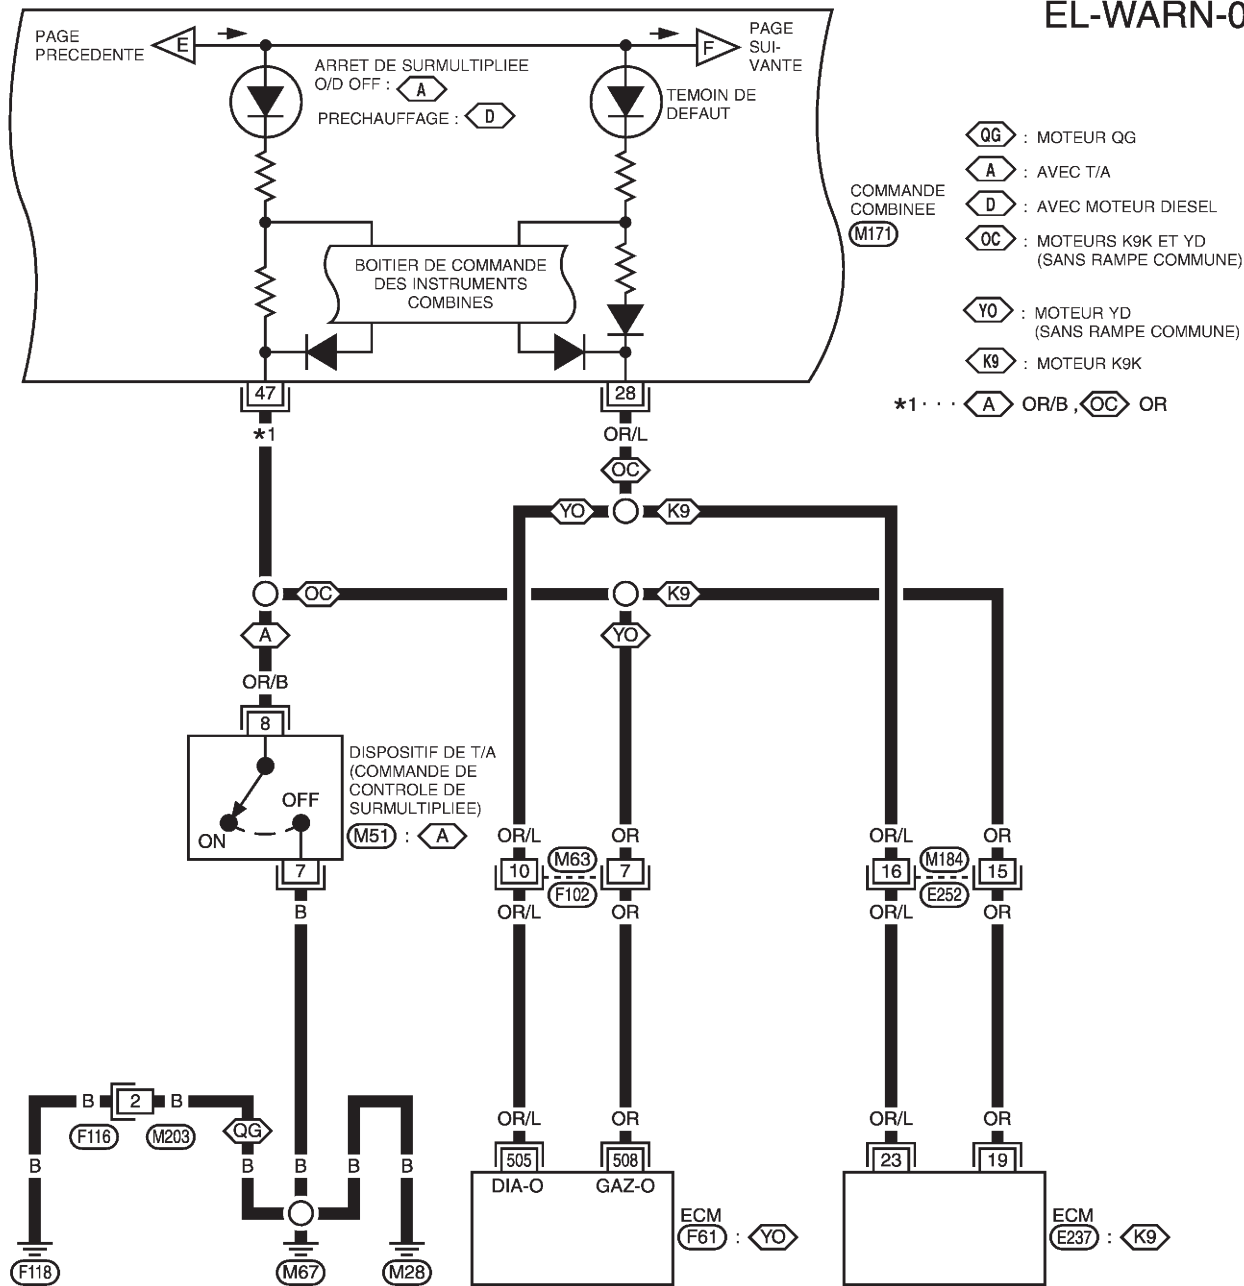 EL-WARN-0
PAGE
PRECEDENTE
E
PAGE
SUI-
VANTE
F
ARRET DE SURMULTIPLIEE
O/D OFF : A
PRECHAUFFAGE : D
TEMOIN DE
DEFAUT
BOITIER DE COMMANDE
DES INSTRUMENTS
COMBINES
COMMANDE
COMBINEE
M171
QG : MOTEUR QG
A : AVEC T/A
D : AVEC MOTEUR DIESEL
OC : MOTEURS K9K ET YD
(SANS RAMPE COMMUNE)
YO : MOTEUR YD
(SANS RAMPE COMMUNE)
K9 : MOTEUR K9K
*1 · · · A OR/B , OC OR
47
28
*1
OR/L
OC
YO
K9
OC
K9
A
YO
OR/B
8
DISPOSITIF DE T/A
(COMMANDE DE
CONTROLE DE
SURMULTIPLIEE)
M51 : A
OFF
ON
7
B
OR/L
OR
OR/L
OR
10
M63
7
16
M184
15
F102
E252
OR/L
OR
OR/L
OR
B
2
B
F116
M203
QG
OR/L
OR
OR/L
OR
B
B
B
B
B
505
508
23
19
DIA-O
GAZ-O
ECM
F61 : YO
ECM
E237 : K9
F118
M67
M28